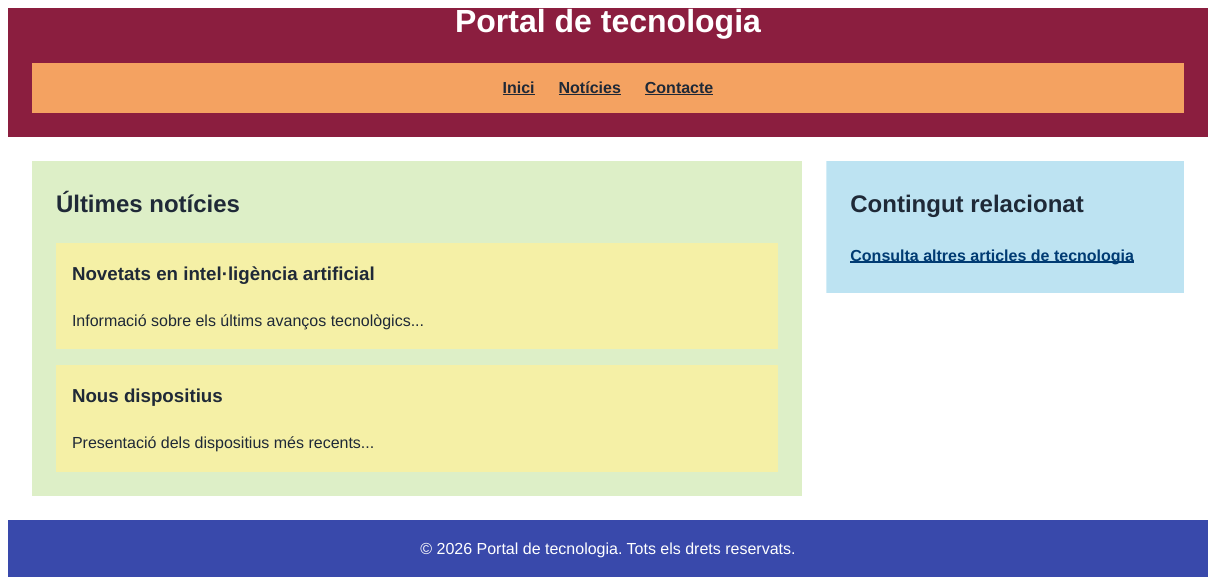 Portal de tecnologia
Inici Notícies Contacte
Últimes notícies
Novetats en intel·ligència artificial
Informació sobre els últims avanços tecnològics...
Nous dispositius
Presentació dels dispositius més recents...
Contingut relacionat
Consulta altres articles de tecnologia
© 2026 Portal de tecnologia. Tots els drets reservats.